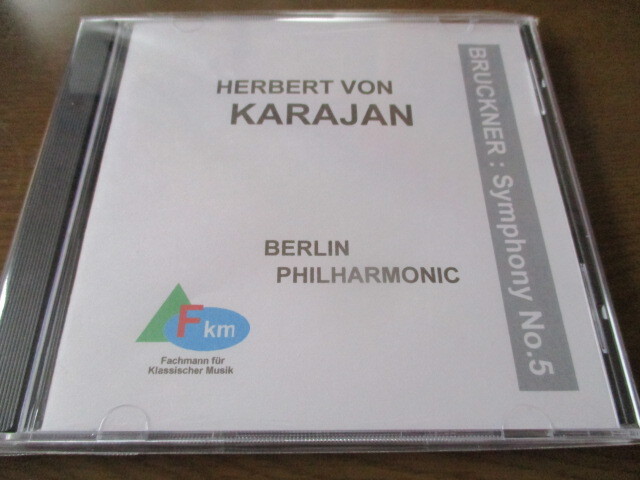 HERBERT VON
KARAJAN
BRUCKNER : Symphony No.5
BERLIN
PHILHARMONIC
Fkm
Fachmann für
Klassischer Musik